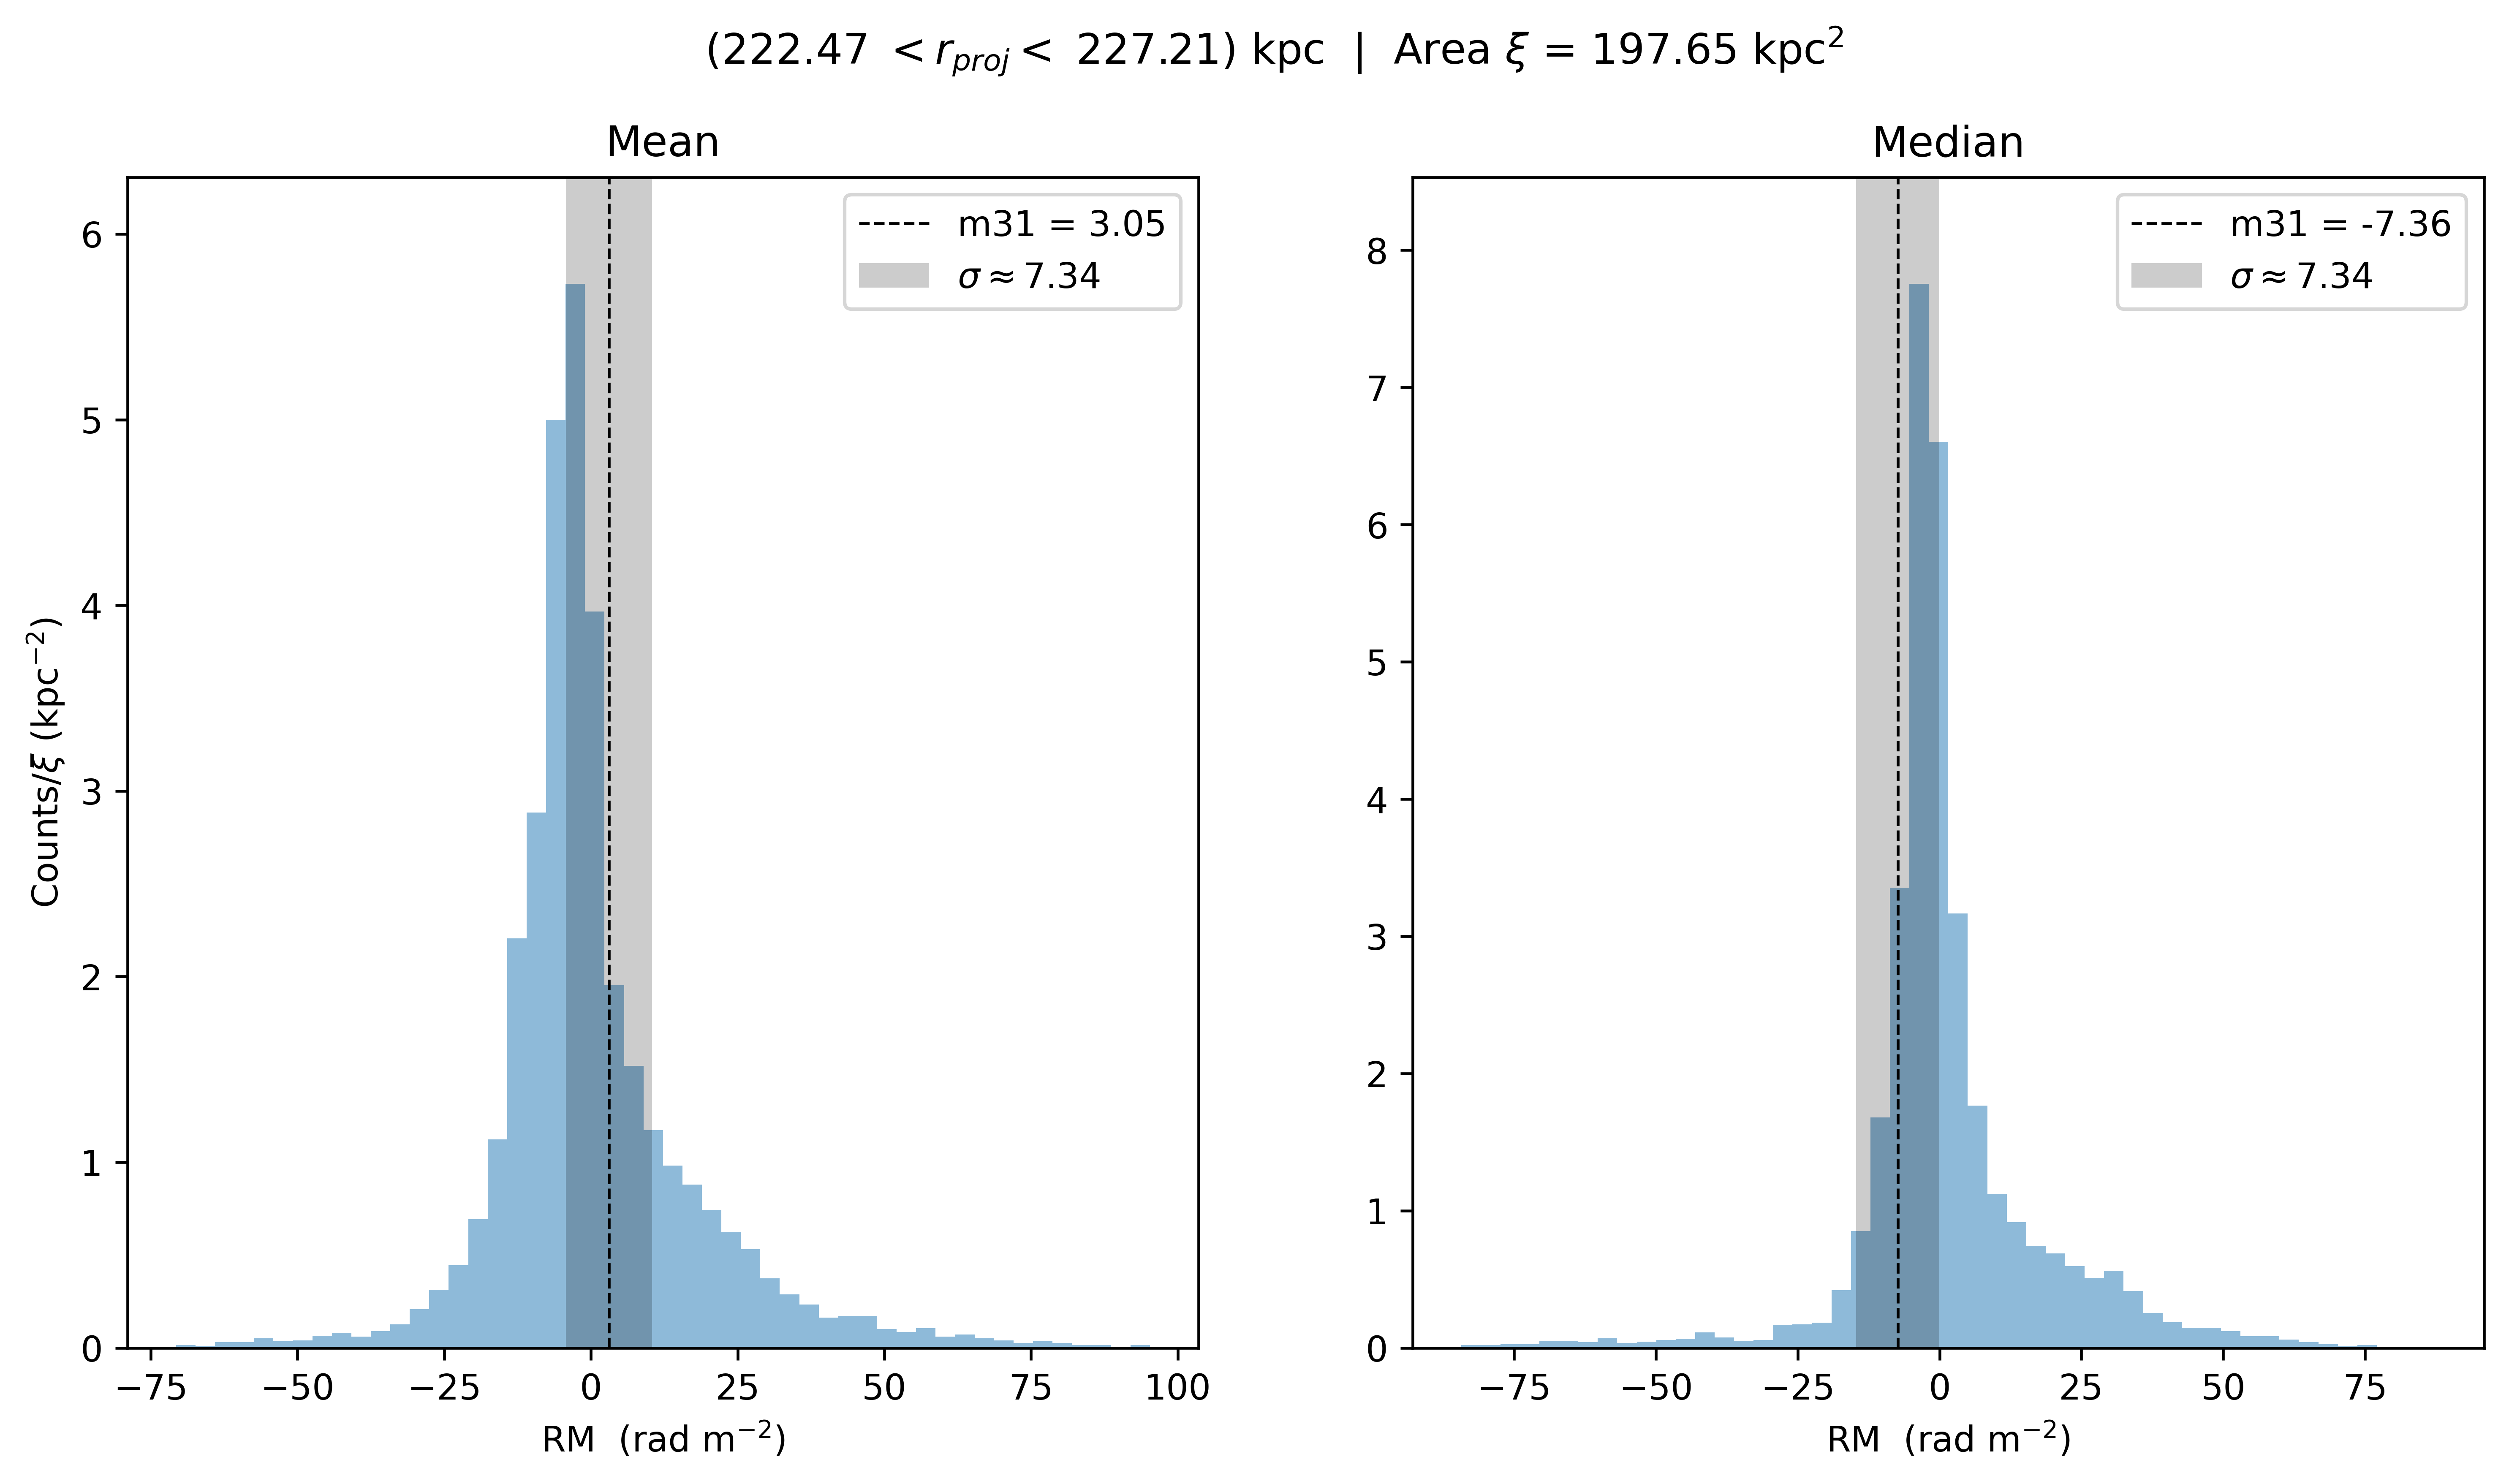 (222.47 < r_proj < 227.21) kpc | Area ξ = 197.65 kpc²
Mean
m31 = 3.05
σ ≈ 7.34
Counts/ξ (kpc⁻²)
6
5
4
3
2
1
0
−75 −50 −25 0 25 50 75 100
RM (rad m⁻²)
Median
m31 = -7.36
σ ≈ 7.34
8
7
6
5
4
3
2
1
0
−75 −50 −25 0 25 50 75
RM (rad m⁻²)